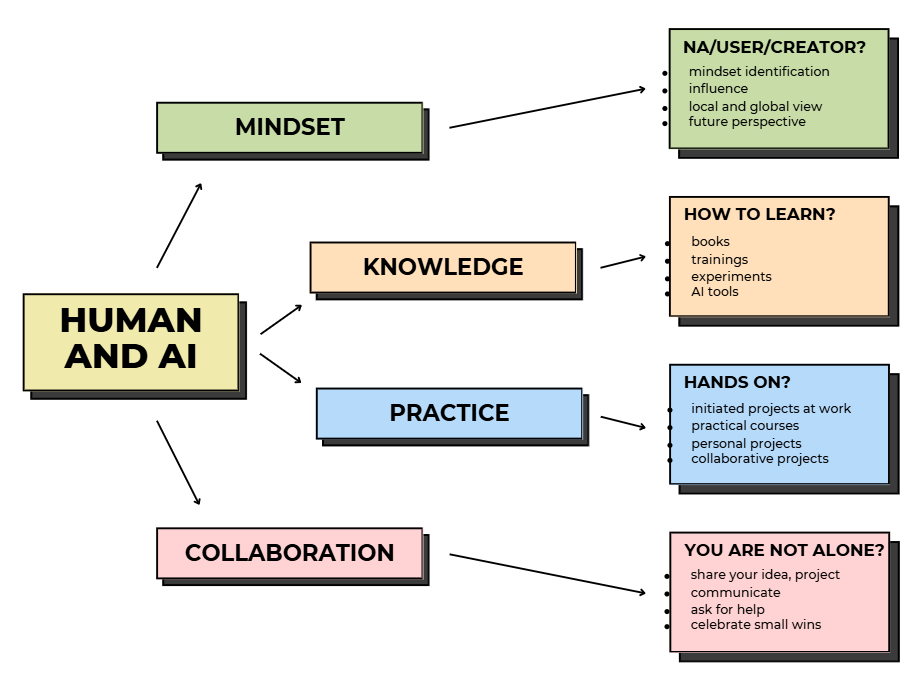 NA/USER/CREATOR?
mindset identification
influence
local and global view
future perspective
MINDSET
HOW TO LEARN?
books
trainings
experiments
AI tools
KNOWLEDGE
HUMAN
AND AI
HANDS ON?
initiated projects at work
practical courses
personal projects
collaborative projects
PRACTICE
YOU ARE NOT ALONE?
share your idea, project
communicate
ask for help
celebrate small wins
COLLABORATION